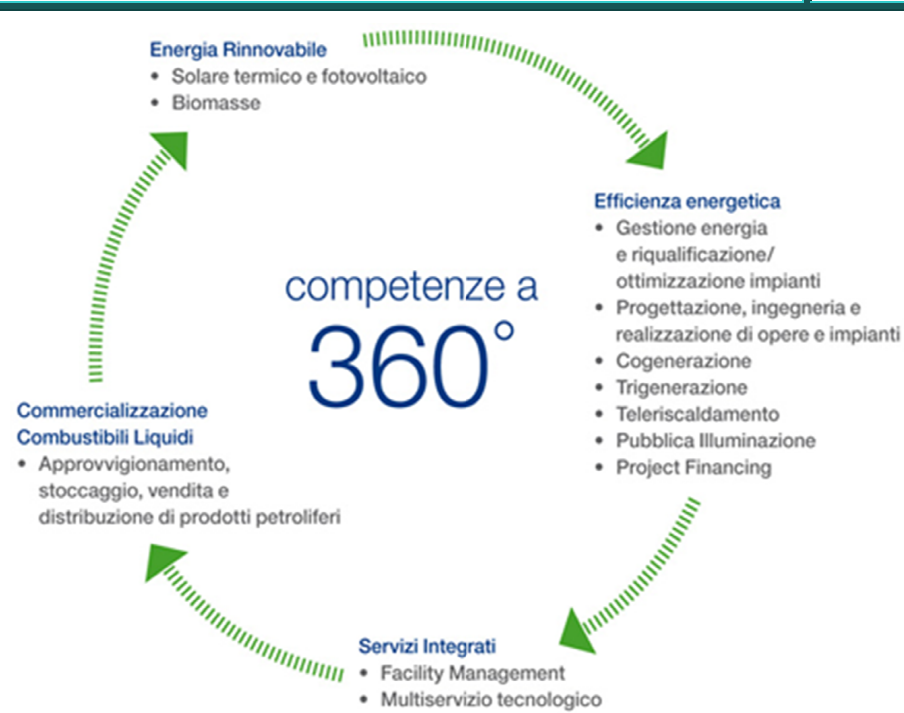 Energia Rinnovabile
• Solare termico e fotovoltaico
• Biomasse
Efficienza energetica
• Gestione energia
e riqualificazione/
ottimizzazione impianti
• Progettazione, ingegneria e
realizzazione di opere e impianti
• Cogenerazione
• Trigenerazione
• Teleriscaldamento
• Pubblica Illuminazione
• Project Financing
competenze a
360°
Commercializzazione
Combustibili Liquidi
• Approvvigionamento,
stoccaggio, vendita e
distribuzione di prodotti petroliferi
Servizi Integrati
• Facility Management
• Multiservizio tecnologico